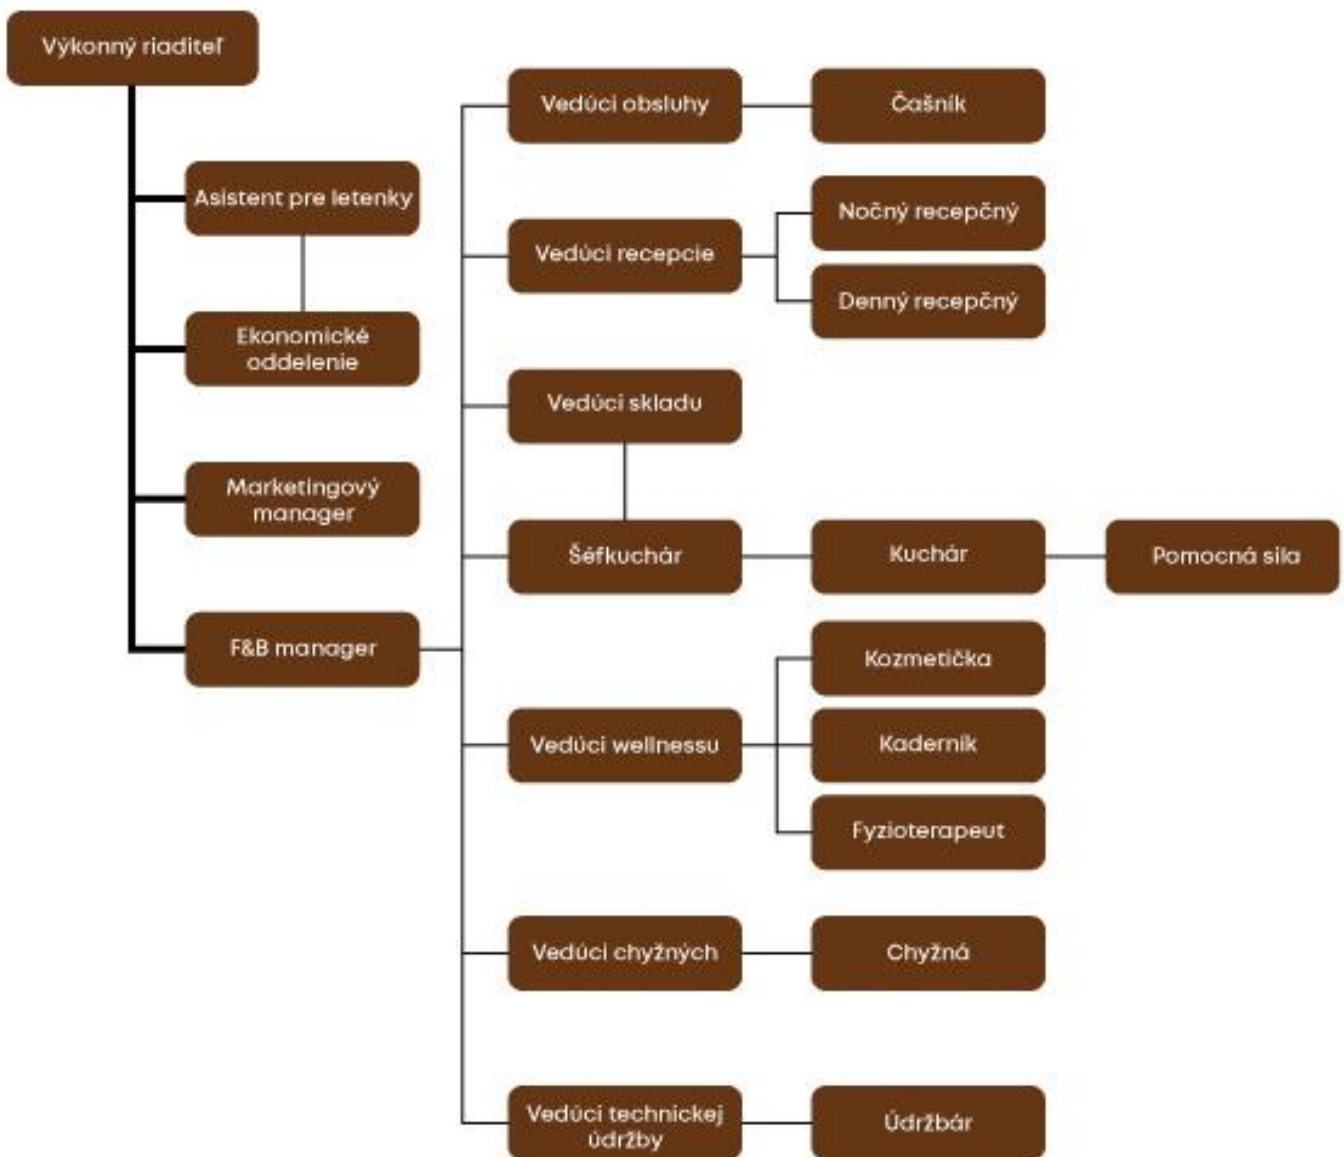 Výkonný riaditeľ
Asistent pre letenky
Ekonomické
oddelenie
Marketingový
manager
F&B manager
Vedúci obsluhy
Čašník
Vedúci recepcie
Nočný recepčný
Denný recepčný
Vedúci skladu
Šéfkuchár
Kuchár
Pomocná sila
Vedúci wellnessu
Kozmetička
Kaderník
Fyzioterapeut
Vedúci chyžných
Chyžná
Vedúci technickej
údržby
Údržbár